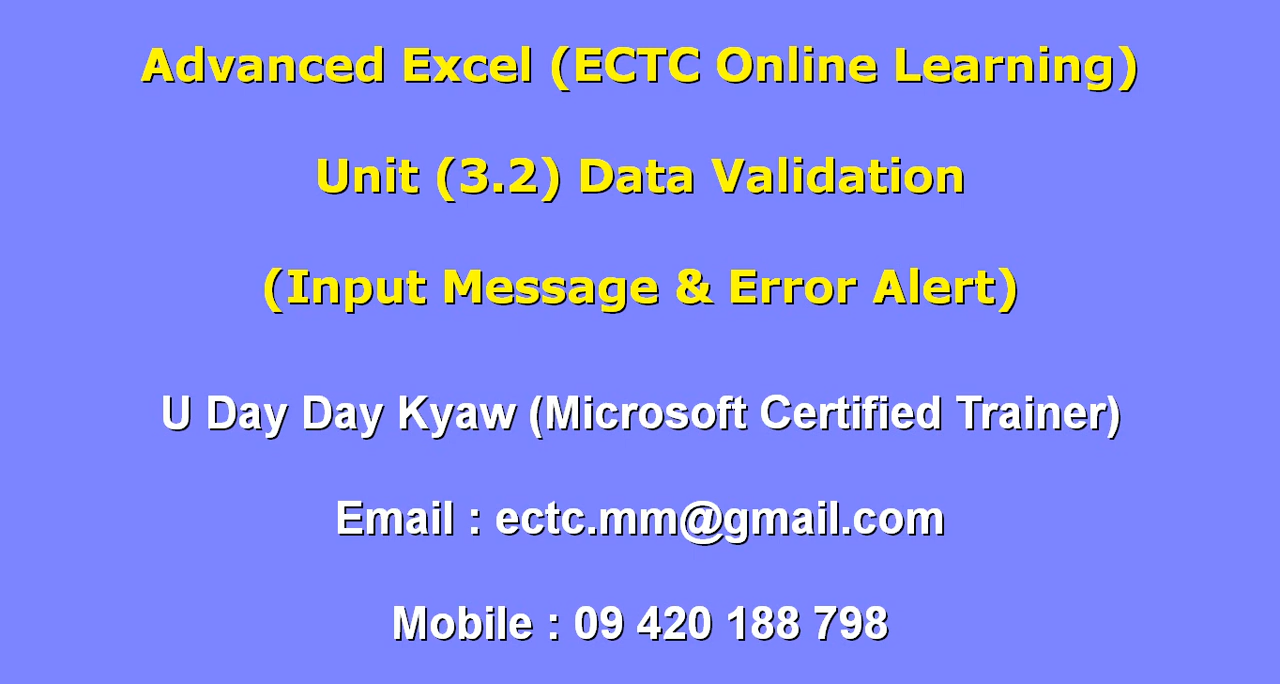 Advanced Excel (ECTC Online Learning)
Unit (3.2) Data Validation
(Input Message & Error Alert)
U Day Day Kyaw (Microsoft Certified Trainer)
Email : ectc.mm@gmail.com
Mobile : 09 420 188 798